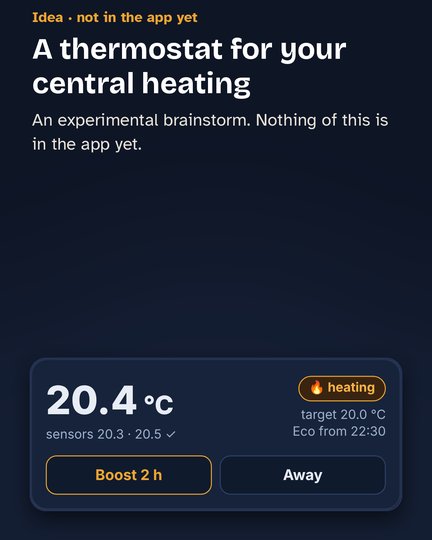 Idea · not in the app yet
A thermostat for your
central heating
An experimental brainstorm. Nothing of this is
in the app yet.
20.4 °C
🔥 heating
target 20.0 °C
sensors 20.3 · 20.5 ✓
Eco from 22:30
Boost 2 h
Away